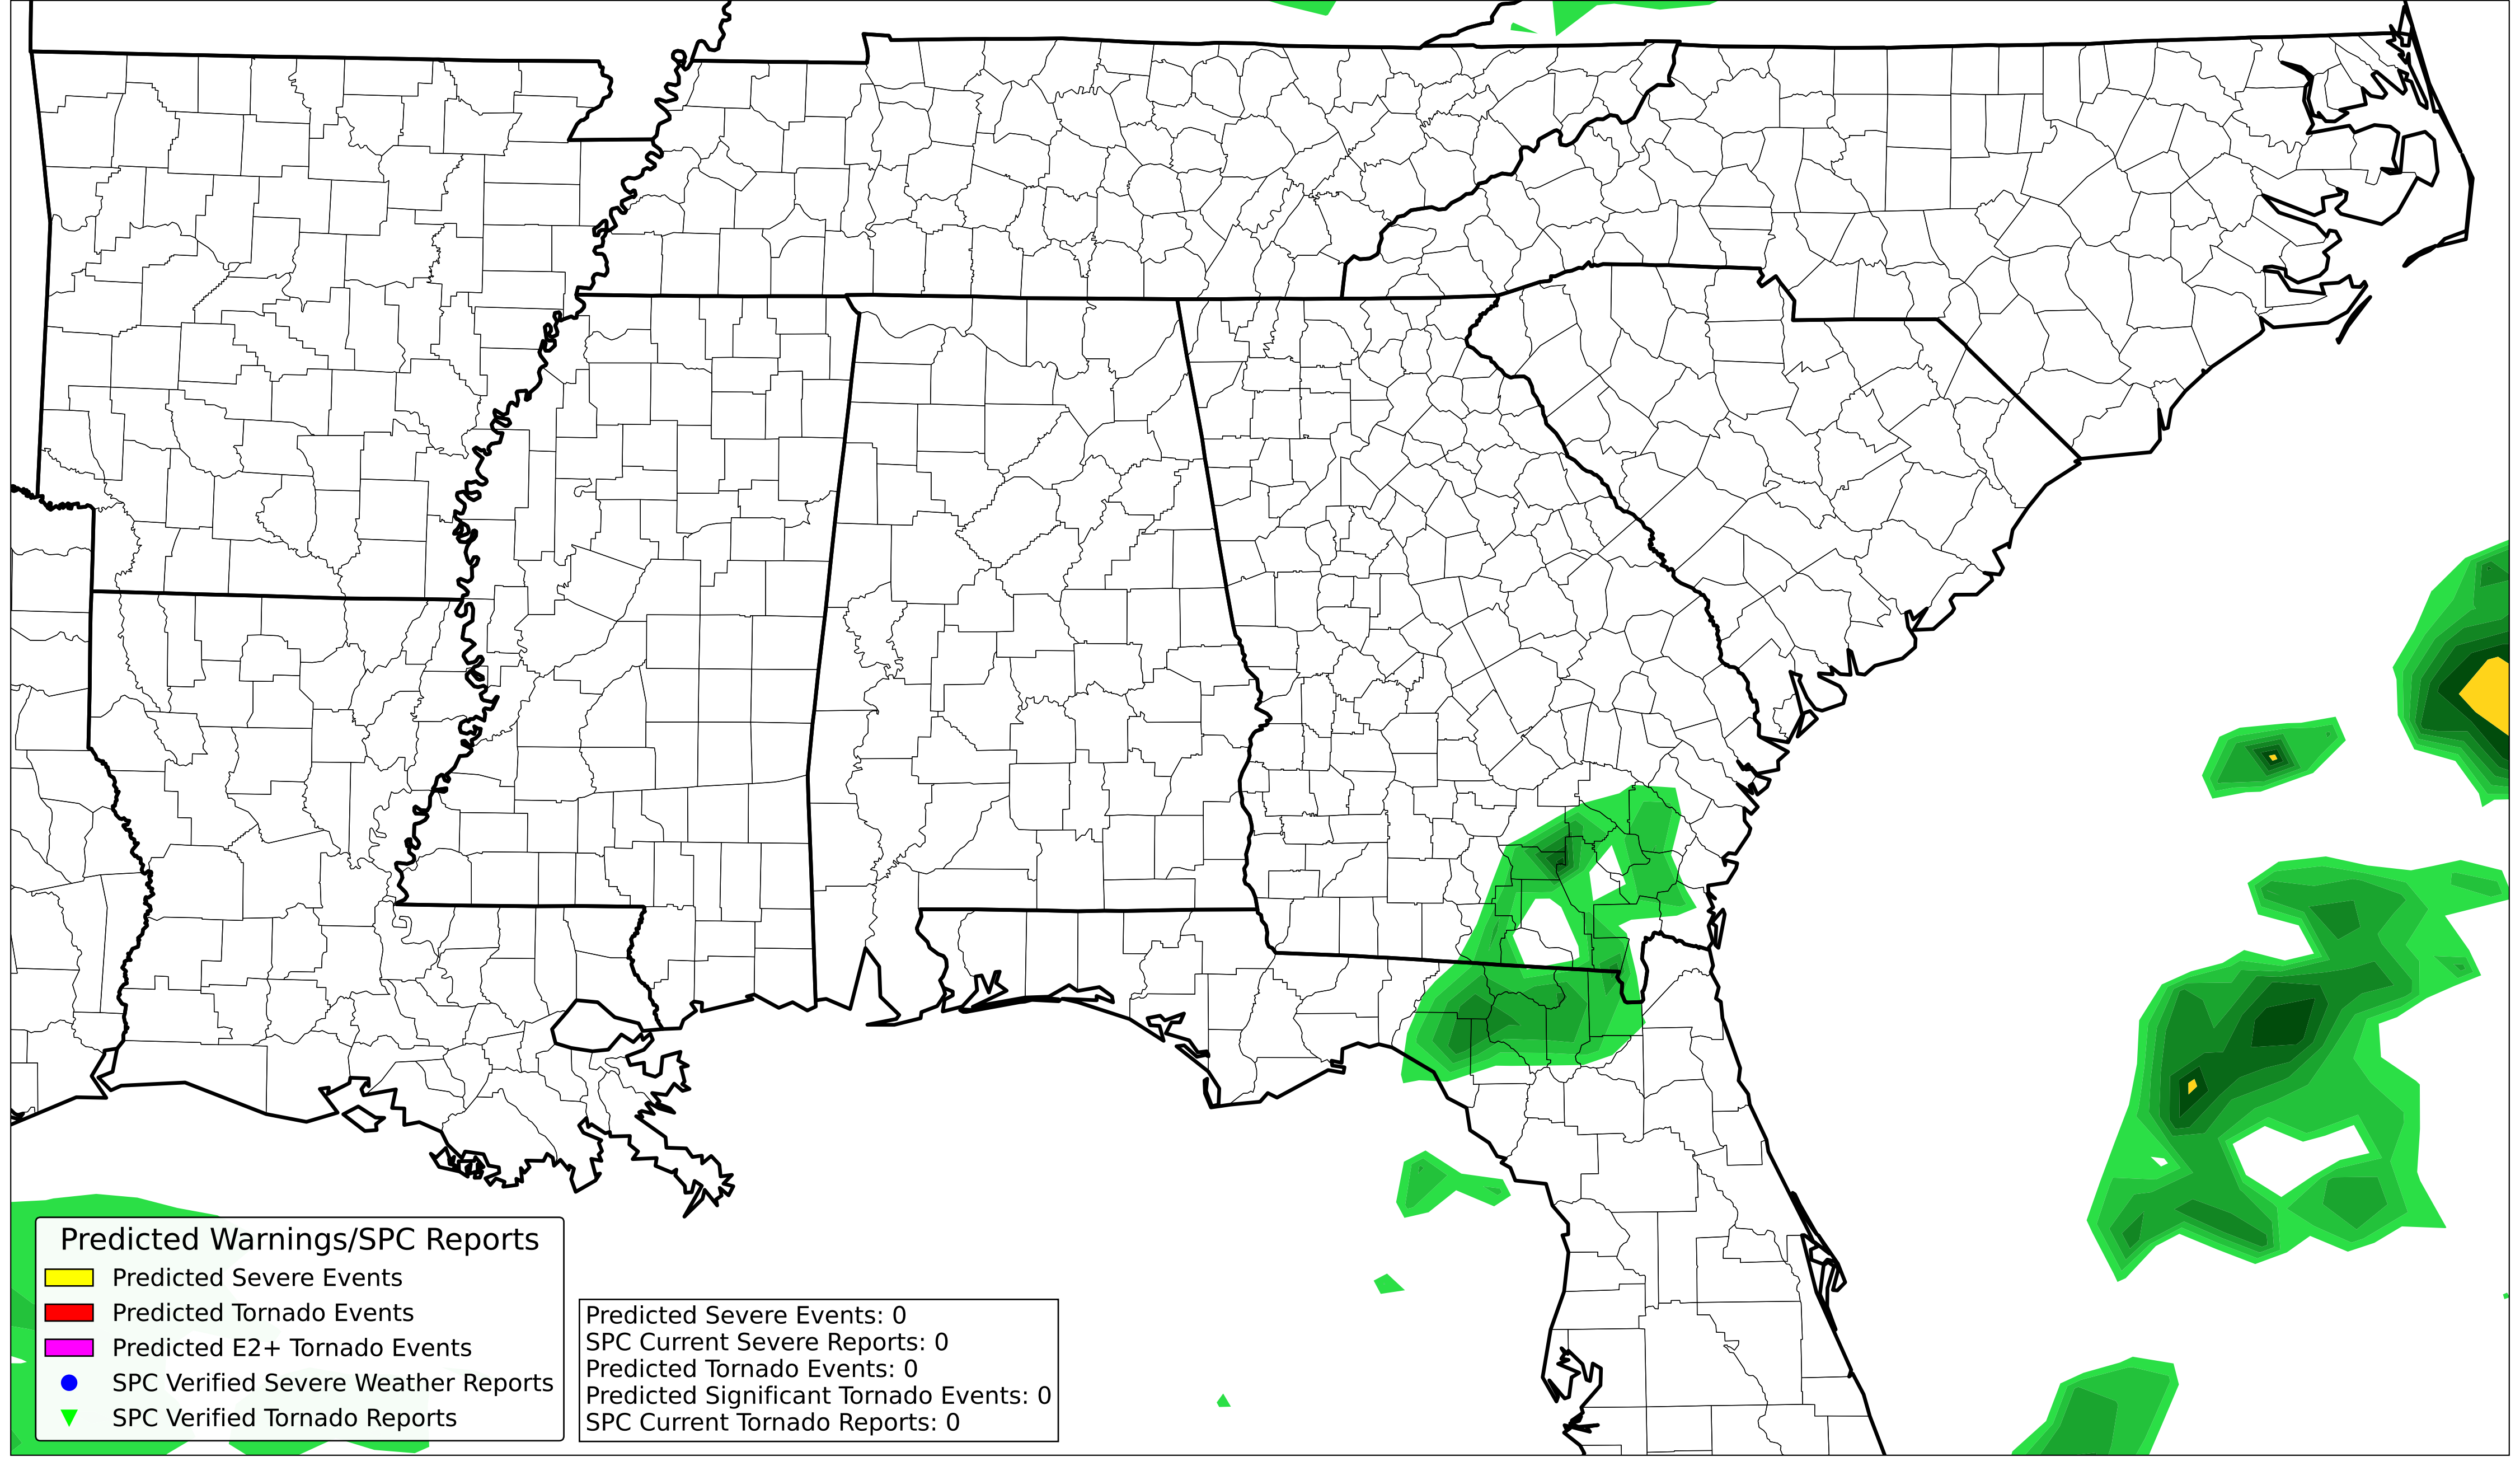 Predicted Warnings/SPC Reports
Predicted Severe Events
Predicted Tornado Events
Predicted E2+ Tornado Events
SPC Verified Severe Weather Reports
SPC Verified Tornado Reports
Predicted Severe Events: 0
SPC Current Severe Reports: 0
Predicted Tornado Events: 0
Predicted Significant Tornado Events: 0
SPC Current Tornado Reports: 0